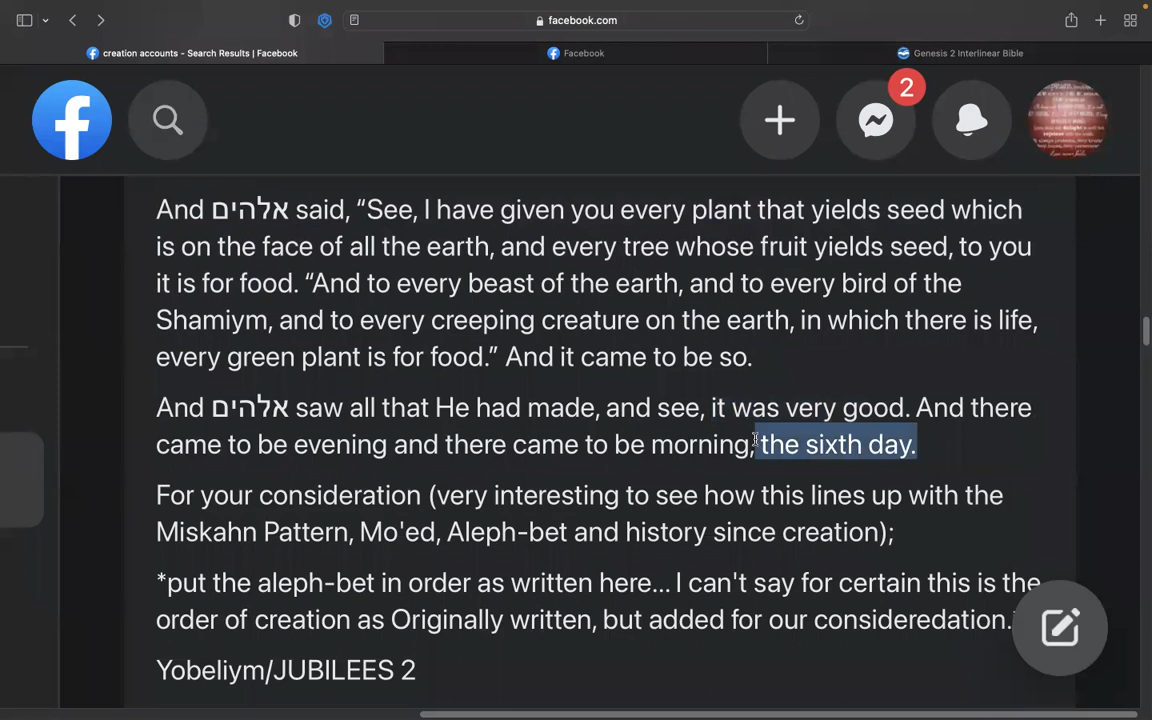 facebook.com
creation accounts - Search Results | Facebook
Facebook
Genesis 2 Interlinear Bible
2
And אלהים said, “See, I have given you every plant that yields seed which
is on the face of all the earth, and every tree whose fruit yields seed, to you
it is for food. “And to every beast of the earth, and to every bird of the
Shamiym, and to every creeping creature on the earth, in which there is life,
every green plant is for food.” And it came to be so.
And אלהים saw all that He had made, and see, it was very good. And there
came to be evening and there came to be morning, the sixth day.
For your consideration (very interesting to see how this lines up with the
Miskahn Pattern, Mo'ed, Aleph-bet and history since creation);
*put the aleph-bet in order as written here... I can't say for certain this is the
order of creation as Originally written, but added for our consideredation.
Yobeliym/JUBILEES 2